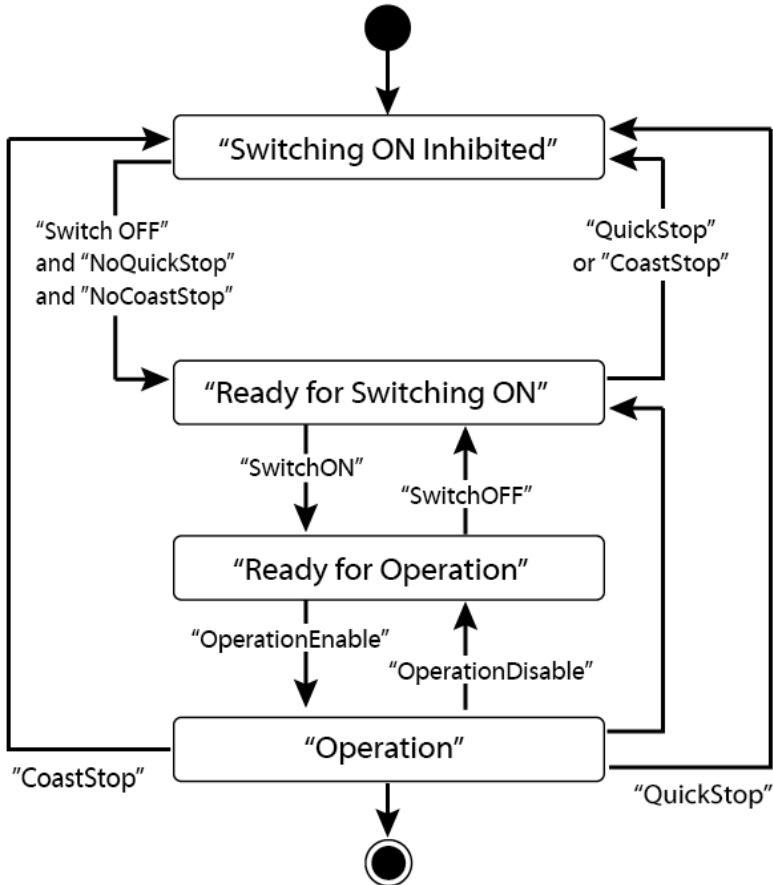 “Switching ON Inhibited”
“Switch OFF”
and “NoQuickStop”
and ”NoCoastStop”
“QuickStop”
or ”CoastStop”
“Ready for Switching ON”
“SwitchON”
“SwitchOFF”
“Ready for Operation”
“OperationEnable”
“OperationDisable”
“Operation”
”CoastStop”
“QuickStop”